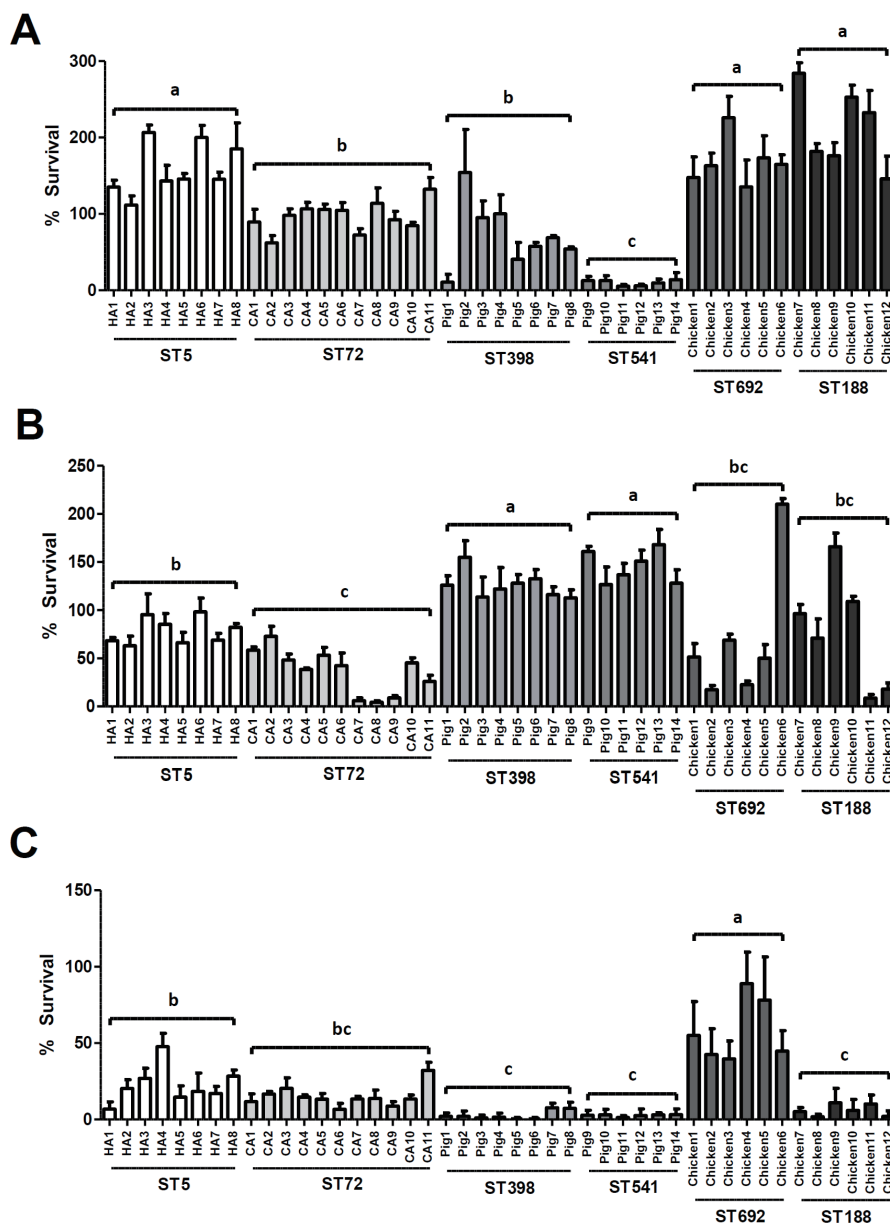 A
% Survival
300
200
100
0
a b b c a a
HA1 HA2 HA3 HA4 HA5 HA6 HA7 HA8 CA1 CA2 CA3 CA4 CA5 CA6 CA7 CA8 CA9 CA10 CA11 Pig1 Pig2 Pig3 Pig4 Pig5 Pig6 Pig7 Pig8 Pig9 Pig10 Pig11 Pig12 Pig13 Pig14 Chicken1 Chicken2 Chicken3 Chicken4 Chicken5 Chicken6 Chicken7 Chicken8 Chicken9 Chicken10 Chicken11 Chicken12
ST5 ST72 ST398 ST541 ST692 ST188
B
% Survival
250
200
150
100
50
0
b c a a bc bc
HA1 HA2 HA3 HA4 HA5 HA6 HA7 HA8 CA1 CA2 CA3 CA4 CA5 CA6 CA7 CA8 CA9 CA10 CA11 Pig1 Pig2 Pig3 Pig4 Pig5 Pig6 Pig7 Pig8 Pig9 Pig10 Pig11 Pig12 Pig13 Pig14 Chicken1 Chicken2 Chicken3 Chicken4 Chicken5 Chicken6 Chicken7 Chicken8 Chicken9 Chicken10 Chicken11 Chicken12
ST5 ST72 ST398 ST541 ST692 ST188
C
% Survival
150
100
50
0
b bc c c a c
HA1 HA2 HA3 HA4 HA5 HA6 HA7 HA8 CA1 CA2 CA3 CA4 CA5 CA6 CA7 CA8 CA9 CA10 CA11 Pig1 Pig2 Pig3 Pig4 Pig5 Pig6 Pig7 Pig8 Pig9 Pig10 Pig11 Pig12 Pig13 Pig14 Chicken1 Chicken2 Chicken3 Chicken4 Chicken5 Chicken6 Chicken7 Chicken8 Chicken9 Chicken10 Chicken11 Chicken12
ST5 ST72 ST398 ST541 ST692 ST188